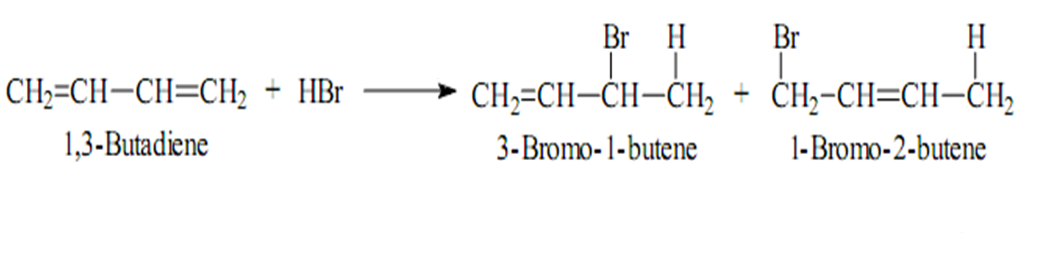 Br H Br H
CH₂=CH—CH=CH₂ + HBr ⟶ CH₂=CH—CH—CH₂ + CH₂—CH=CH—CH₂
1,3-Butadiene 3-Bromo-1-butene 1-Bromo-2-butene